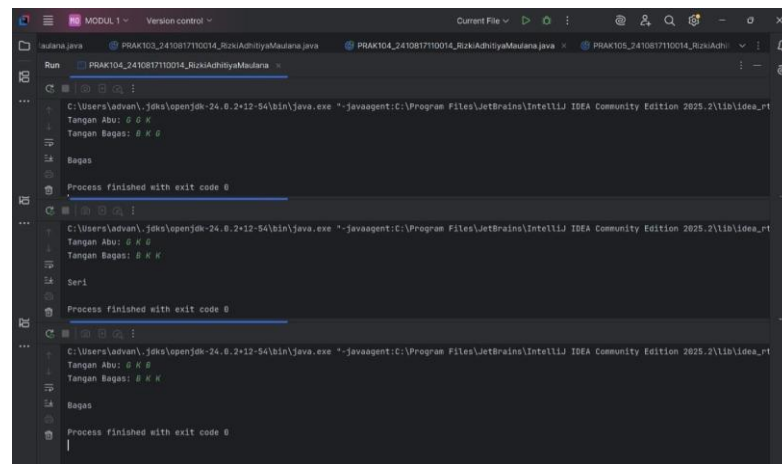 MO MODUL 1 Version control Current File
laulana.java PRAK103_2410817110014_RizkiAdhitiyaMaulana.java PRAK104_2410817110014_RizkiAdhitiyaMaulana.java PRAK105_2410817110014_RizkiAdhi
Run PRAK104_2410817110014_RizkiAdhitiyaMaulana
C:\Users\advan\.jdks\openjdk-24.0.2+12-54\bin\java.exe "-javaagent:C:\Program Files\JetBrains\IntelliJ IDEA Community Edition 2025.2\lib\idea_rt
Tangan Abu: G G K
Tangan Bagas: B K G
Bagas
Process finished with exit code 0
C:\Users\advan\.jdks\openjdk-24.0.2+12-54\bin\java.exe "-javaagent:C:\Program Files\JetBrains\IntelliJ IDEA Community Edition 2025.2\lib\idea_rt
Tangan Abu: G K G
Tangan Bagas: B K K
Seri
Process finished with exit code 0
C:\Users\advan\.jdks\openjdk-24.0.2+12-54\bin\java.exe "-javaagent:C:\Program Files\JetBrains\IntelliJ IDEA Community Edition 2025.2\lib\idea_rt
Tangan Abu: G K B
Tangan Bagas: B K K
Bagas
Process finished with exit code 0